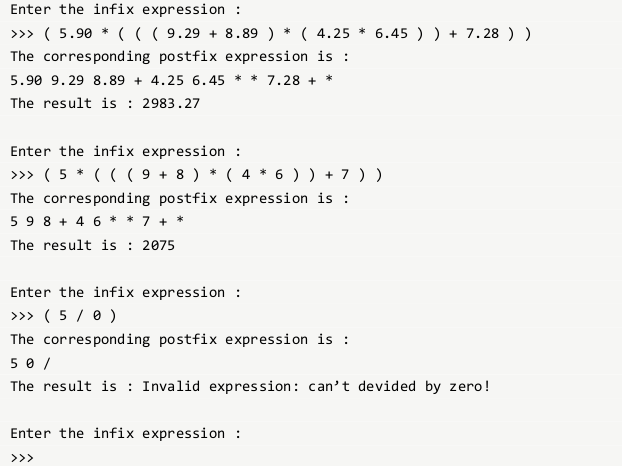 Enter the infix expression :
>>> ( 5.90 * ( ( ( 9.29 + 8.89 ) * ( 4.25 * 6.45 ) ) + 7.28 ) )
The corresponding postfix expression is :
5.90 9.29 8.89 + 4.25 6.45 * * 7.28 + *
The result is : 2983.27
Enter the infix expression :
>>> ( 5 * ( ( ( 9 + 8 ) * ( 4 * 6 ) ) + 7 ) )
The corresponding postfix expression is :
5 9 8 + 4 6 * * 7 + *
The result is : 2075
Enter the infix expression :
>>> ( 5 / 0 )
The corresponding postfix expression is :
5 0 /
The result is : Invalid expression: can’t devided by zero!
Enter the infix expression :
>>>